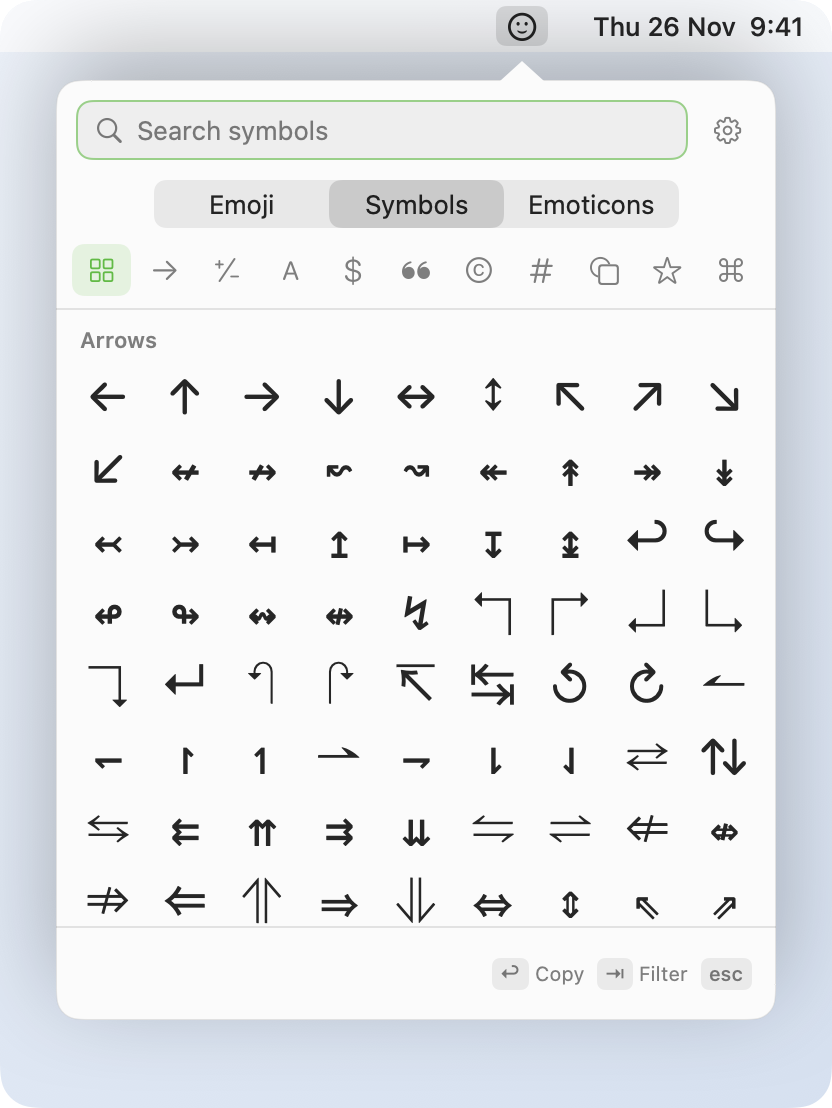 Thu 26 Nov 9:41
Search symbols
Emoji Symbols Emoticons
→ +⁄− A $ ❝ © # ☆ ⌘
Arrows
← ↑ → ↓ ↔ ↕ ↖ ↗ ↘
↙ ↚ ↛ ↜ ↝ ↞ ↟ ↠ ↡
↢ ↣ ↤ ↥ ↦ ↧ ↨ ↩ ↪
↫ ↬ ↭ ↮ ↯ ↰ ↱ ↲ ↳
↴ ↵ ↶ ↷ ↸ ↹ ↺ ↻ ↼
↽ ↾ ↿ ⇀ ⇁ ⇂ ⇃ ⇄ ⇅
⇆ ⇇ ⇈ ⇉ ⇊ ⇋ ⇌ ⇍ ⇎
⇏ ⇐ ⇑ ⇒ ⇓ ⇔ ⇕ ⇖ ⇗
↩ Copy ⇥ Filter esc